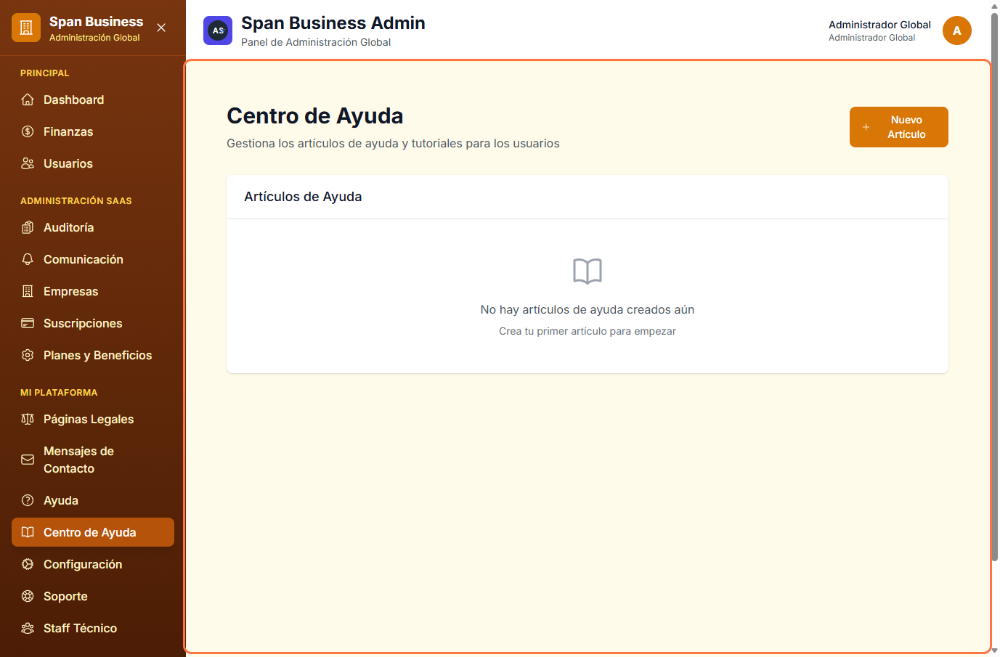 Span Business
Administración Global
PRINCIPAL
Dashboard
Finanzas
Usuarios
ADMINISTRACIÓN SAAS
Auditoría
Comunicación
Empresas
Suscripciones
Planes y Beneficios
MI PLATAFORMA
Páginas Legales
Mensajes de
Contacto
Ayuda
Centro de Ayuda
Configuración
Soporte
Staff Técnico
AS
Span Business Admin
Panel de Administración Global
Administrador Global
Administrador Global
A
Centro de Ayuda
Gestiona los artículos de ayuda y tutoriales para los usuarios
+ Nuevo
Artículo
Artículos de Ayuda
No hay artículos de ayuda creados aún
Crea tu primer artículo para empezar